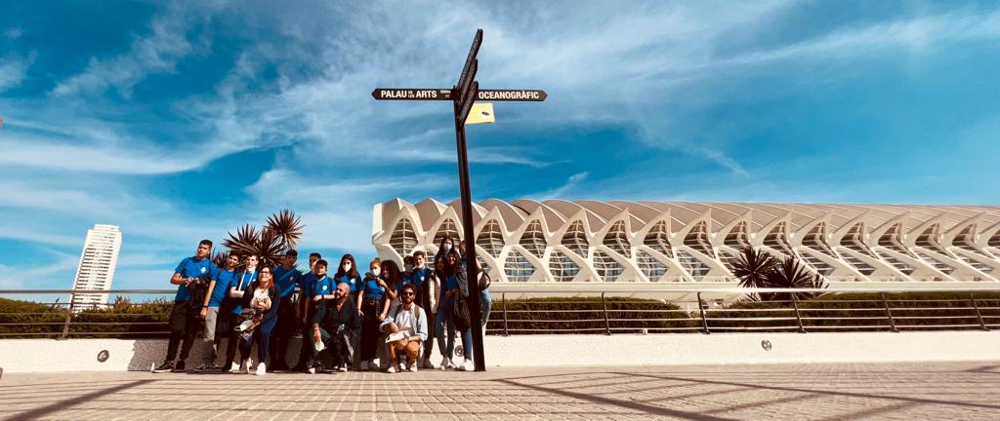 PALAU DE LES ARTS
OCEANOGRÀFIC